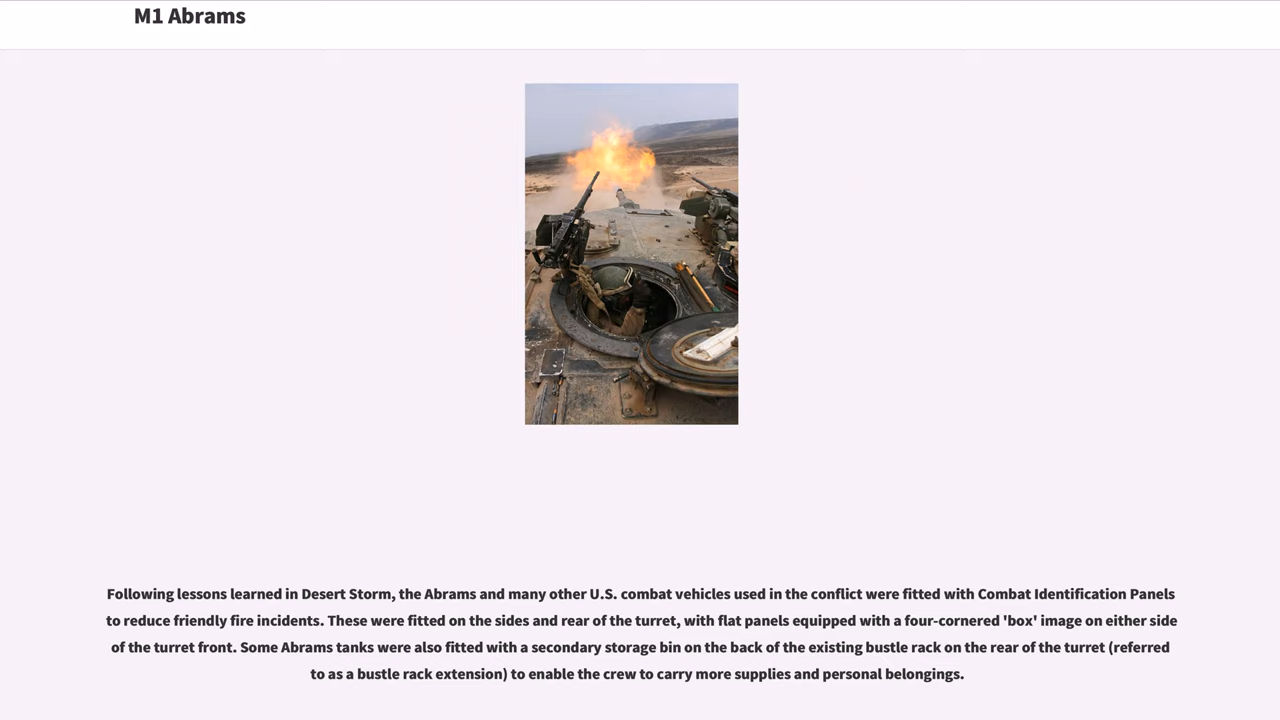 M1 Abrams
Following lessons learned in Desert Storm, the Abrams and many other U.S. combat vehicles used in the conflict were fitted with Combat Identification Panels
to reduce friendly fire incidents. These were fitted on the sides and rear of the turret, with flat panels equipped with a four-cornered 'box' image on either side
of the turret front. Some Abrams tanks were also fitted with a secondary storage bin on the back of the existing bustle rack on the rear of the turret (referred
to as a bustle rack extension) to enable the crew to carry more supplies and personal belongings.